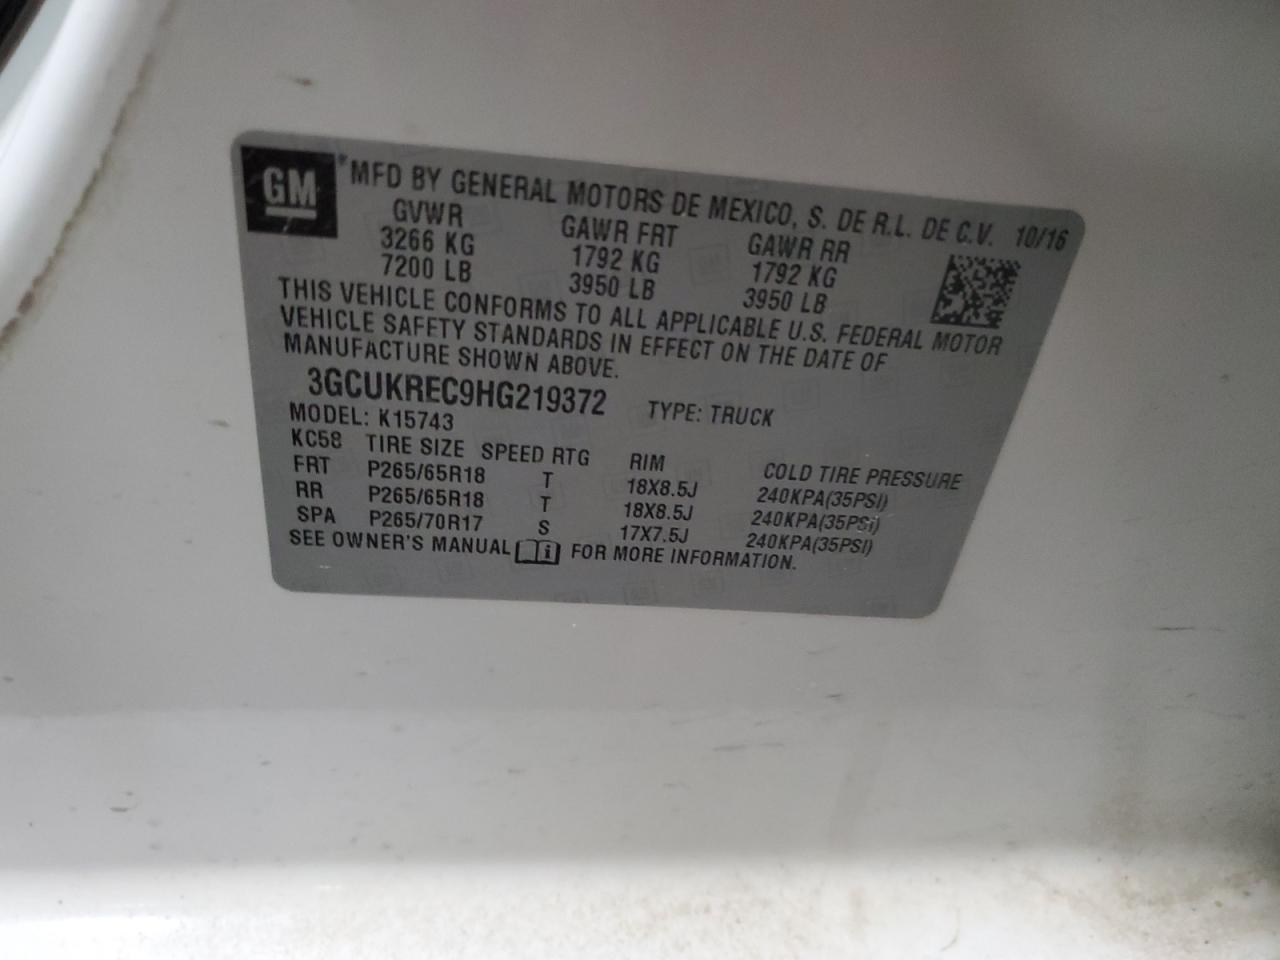 GM
*MFD BY GENERAL MOTORS DE MEXICO, S. DE R.L. DE C.V. 10/16
GVWR GAWR FRT GAWR RR
3266 KG 1792 KG 1792 KG
7200 LB 3950 LB 3950 LB
THIS VEHICLE CONFORMS TO ALL APPLICABLE U.S. FEDERAL MOTOR
VEHICLE SAFETY STANDARDS IN EFFECT ON THE DATE OF
MANUFACTURE SHOWN ABOVE.
3GCUKREC9HG219372 TYPE: TRUCK
MODEL: K15743
KC58 TIRE SIZE SPEED RTG RIM COLD TIRE PRESSURE
FRT P265/65R18 T 18X8.5J 240KPA(35PSI)
RR P265/65R18 T 18X8.5J 240KPA(35PSI)
SPA P265/70R17 S 17X7.5J 240KPA(35PSI)
SEE OWNER'S MANUAL i FOR MORE INFORMATION.